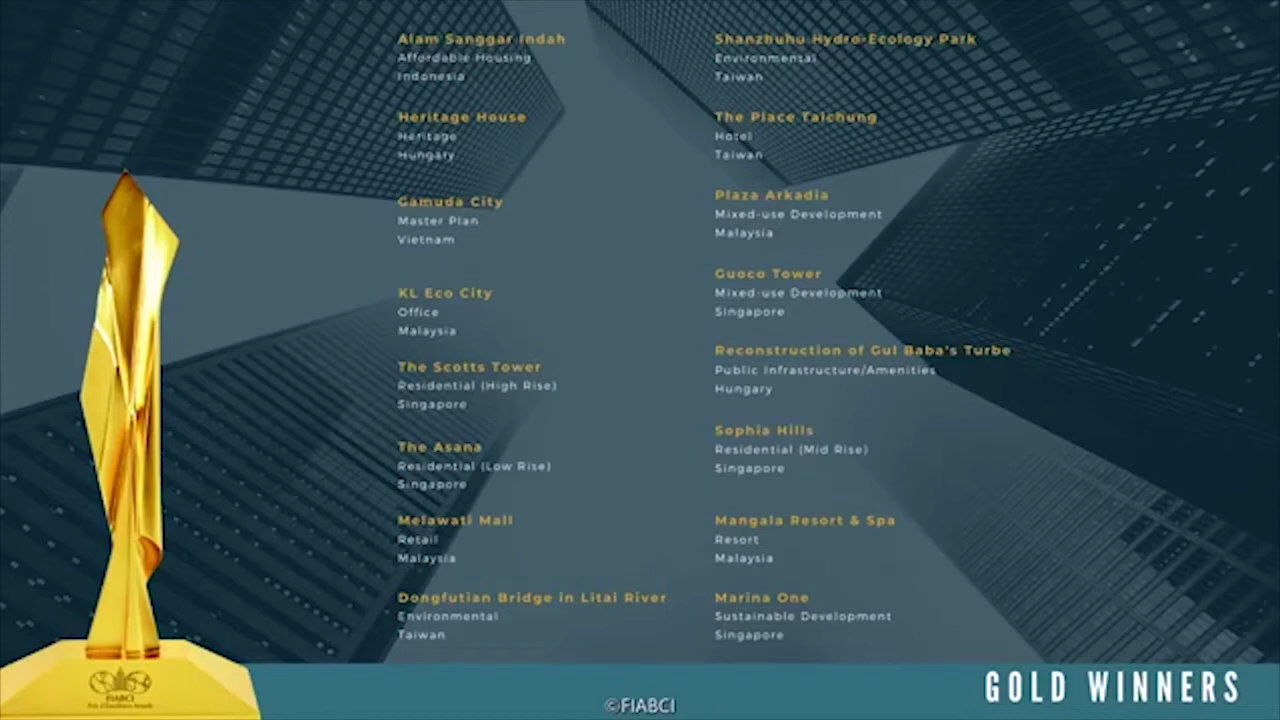 Alam Sanggar Indah
Affordable Housing
Indonesia
Heritage House
Heritage
Hungary
Gamuda City
Master Plan
Vietnam
KL Eco City
Office
Malaysia
The Scotts Tower
Residential (High Rise)
Singapore
The Asana
Residential (Low Rise)
Singapore
Melawati Mall
Retail
Malaysia
Dongfutian Bridge in Litai River
Environmental
Taiwan
Shanzhuhu Hydro-Ecology Park
Environmental
Taiwan
The Place Taichung
Hotel
Taiwan
Plaza Arkadia
Mixed-use Development
Malaysia
Guoco Tower
Mixed-use Development
Singapore
Reconstruction of Gul Baba's Turbe
Public Infrastructure/Amenities
Hungary
Sophia Hills
Residential (Mid Rise)
Singapore
Mangala Resort & Spa
Resort
Malaysia
Marina One
Sustainable Development
Singapore
FIABCI
Prix d'Excellence Awards
©FIABCI
GOLD WINNERS